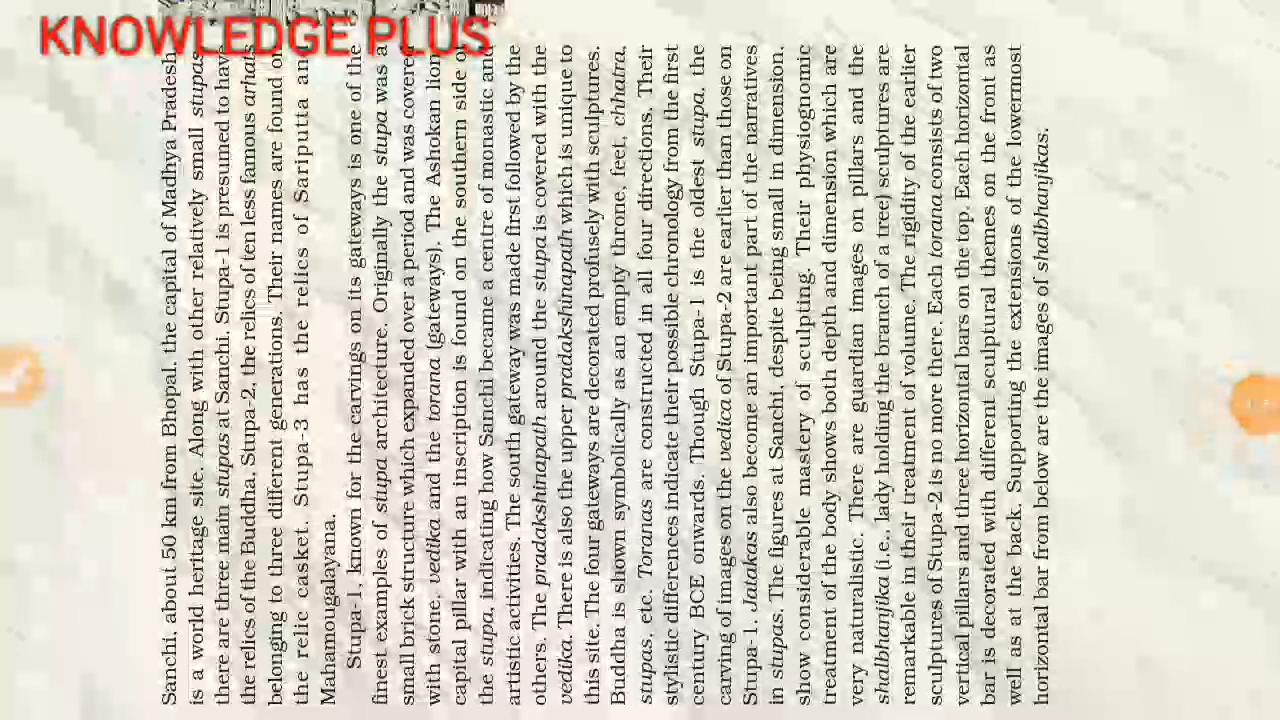 KNOWLEDGE PLUS
Sanchi, about 50 km from Bhopal, the capital of Madhya Pradesh,
is a world heritage site. Along with other relatively small stupas,
there are three main stupas at Sanchi. Stupa-1 is presumed to have
the relics of the Buddha, Stupa-2, the relics of ten less famous arhats
belonging to three different generations. Their names are found on
the relic casket. Stupa-3 has the relics of Sariputta and
Mahamougalayana.
Stupa-1, known for the carvings on its gateways is one of the
finest examples of stupa architecture. Originally the stupa was a
small brick structure which expanded over a period and was covered
with stone, vedika and the torana (gateways). The Ashokan lion-
capital pillar with an inscription is found on the southern side of
the stupa, indicating how Sanchi became a centre of monastic and
artistic activities. The south gateway was made first followed by the
others. The pradakshinapath around the stupa is covered with the
vedika. There is also the upper pradakshinapath which is unique to
this site. The four gateways are decorated profusely with sculptures.
Buddha is shown symbolically as an empty throne, feet, chhatra,
stupas, etc. Toranas are constructed in all four directions. Their
stylistic differences indicate their possible chronology from the first
century BCE onwards. Though Stupa-1 is the oldest stupa, the
carving of images on the vedica of Stupa-2 are earlier than those on
Stupa-1. Jatakas also become an important part of the narratives
in stupas. The figures at Sanchi, despite being small in dimension,
show considerable mastery of sculpting. Their physiognomic
treatment of the body shows both depth and dimension which are
very naturalistic. There are guardian images on pillars and the
shalbhanjika (i.e., lady holding the branch of a tree) sculptures are
remarkable in their treatment of volume. The rigidity of the earlier
sculptures of Stupa-2 is no more there. Each torana consists of two
vertical pillars and three horizontal bars on the top. Each horizontal
bar is decorated with different sculptural themes on the front as
well as at the back. Supporting the extensions of the lowermost
horizontal bar from below are the images of shalbhanjikas.